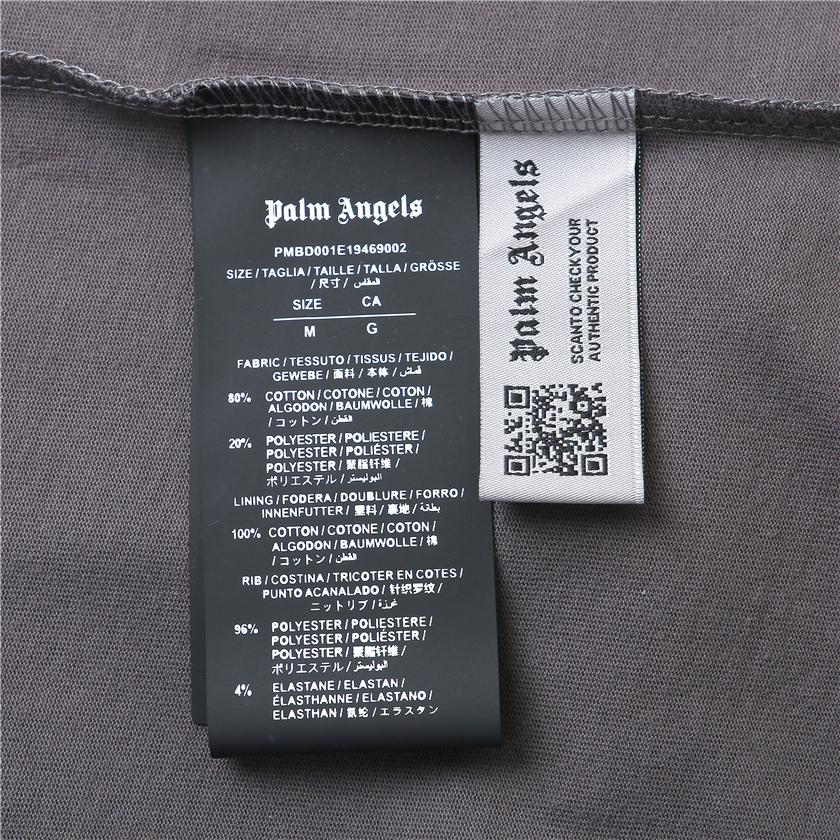 Palm Angels
PMBD001E19469002
SIZE / TAGLIA / TAILLE / TALLA / GRÖSSE
/ 尺寸 / المقاس
SIZE CA
M G
FABRIC / TESSUTO / TISSUS / TEJIDO /
GEWEBE / 面料 / 本体 / قماش
80% COTTON / COTONE / COTON /
ALGODON / BAUMWOLLE / 棉
/ コットン / القطن
20% POLYESTER / POLIESTERE /
POLYESTER / POLIÉSTER /
POLYESTER / 聚脂纤维 /
ポリエステル / البوليستر
LINING / FODERA / DOUBLURE / FORRO /
INNENFUTTER / 里料 / 裏地 / بطانة
100% COTTON / COTONE / COTON /
ALGODON / BAUMWOLLE / 棉
/ コットン / القطن
RIB / COSTINA / TRICOTER EN COTES /
PUNTO ACANALADO / 针织罗纹 /
ニットリブ / غرزة
96% POLYESTER / POLIESTERE /
POLYESTER / POLIÉSTER /
POLYESTER / 聚脂纤维 /
ポリエステル / البوليستر
4% ELASTANE / ELASTAN /
ÉLASTHANNE / ELASTANO /
ELASTHAN / 氨纶 / エラスタン
Palm Angels
SCANTO CHECKYOUR
AUTHENTIC PRODUCT